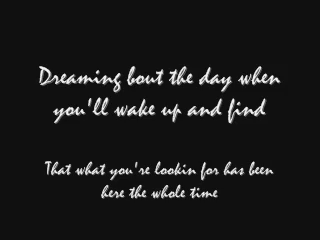 Dreaming bout the day when
you'll wake up and find
That what you're lookin for has been
here the whole time